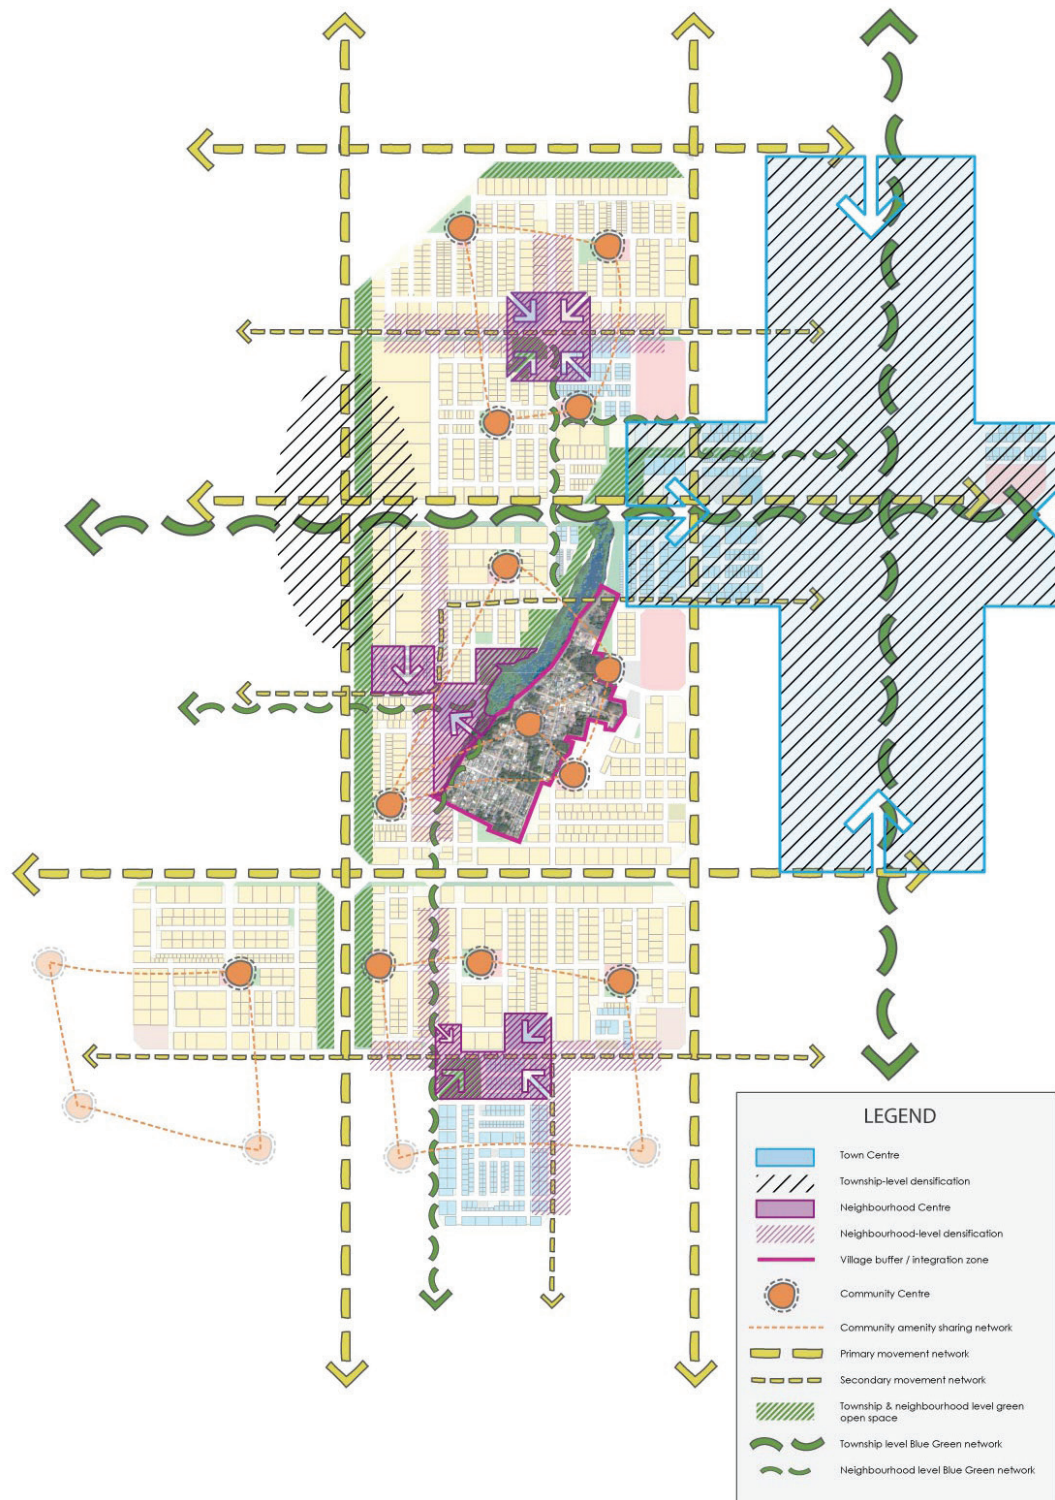 LEGEND
Town Centre
Township-level densification
Neighbourhood Centre
Neighbourhood-level densification
Village buffer / integration zone
Community Centre
Community amenity sharing network
Primary movement network
Secondary movement network
Township & neighbourhood level green
open space
Township level Blue Green network
Neighbourhood level Blue Green network